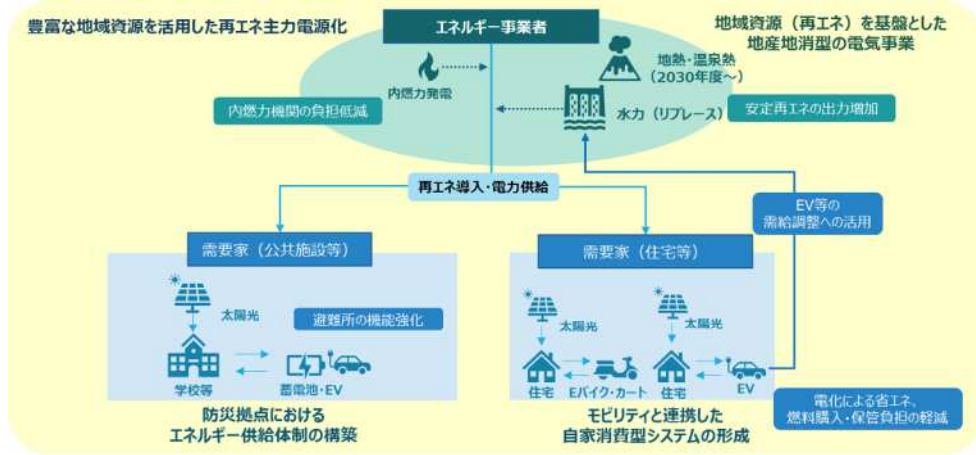 豊富な地域資源を活用した再エネ主力電源化
エネルギー事業者
地域資源（再エネ）を基盤とした
地産地消型の電気事業
地熱・温泉熱
（2030年度～）
内燃力発電
内燃力機関の負担低減
水力（リプレース）
安定再エネの出力増加
再エネ導入・電力供給
EV等の
需給調整への活用
需要家（公共施設等）
需要家（住宅等）
太陽光
避難所の機能強化
太陽光
太陽光
学校等
蓄電池・EV
住宅
Eバイク・カート
住宅
EV
防災拠点における
エネルギー供給体制の構築
モビリティと連携した
自家消費型システムの形成
電化による省エネ、
燃料購入・保管負担の軽減